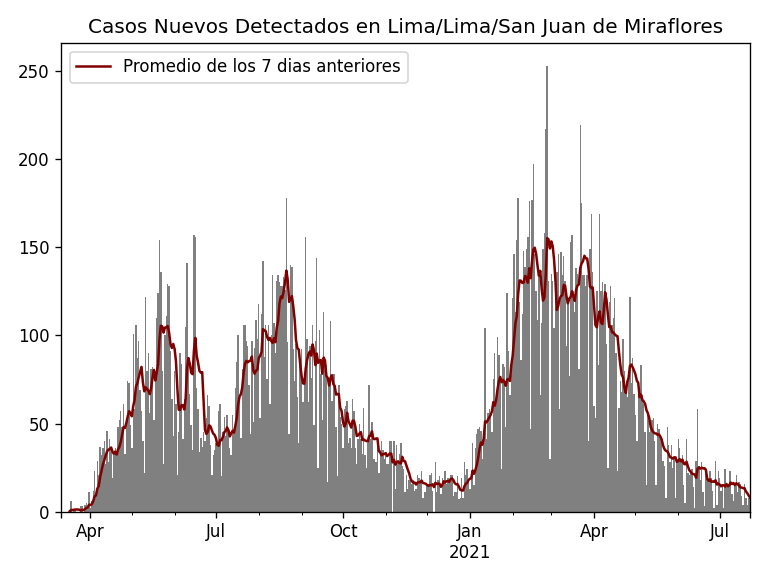 Casos Nuevos Detectados en Lima/Lima/San Juan de Miraflores
Promedio de los 7 dias anteriores
250
200
150
100
50
0
Apr Jul Oct Jan Apr Jul
2021